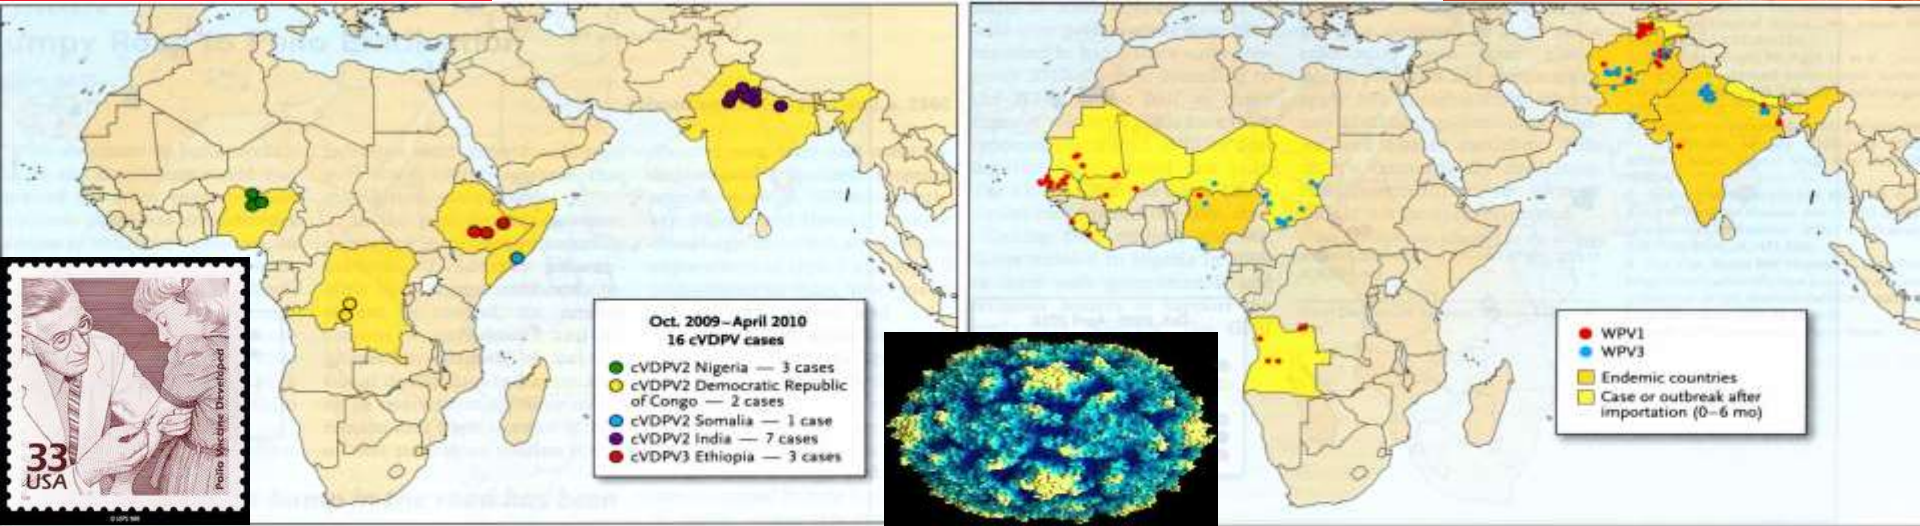 33
USA
Polio Vaccine Developed
Oct. 2009–April 2010
16 cVDPV cases
cVDPV2 Nigeria — 3 cases
cVDPV2 Democratic Republic
of Congo — 2 cases
cVDPV2 Somalia — 1 case
cVDPV2 India — 7 cases
cVDPV3 Ethiopia — 3 cases
WPV1
WPV3
Endemic countries
Case or outbreak after
importation (0–6 mo)